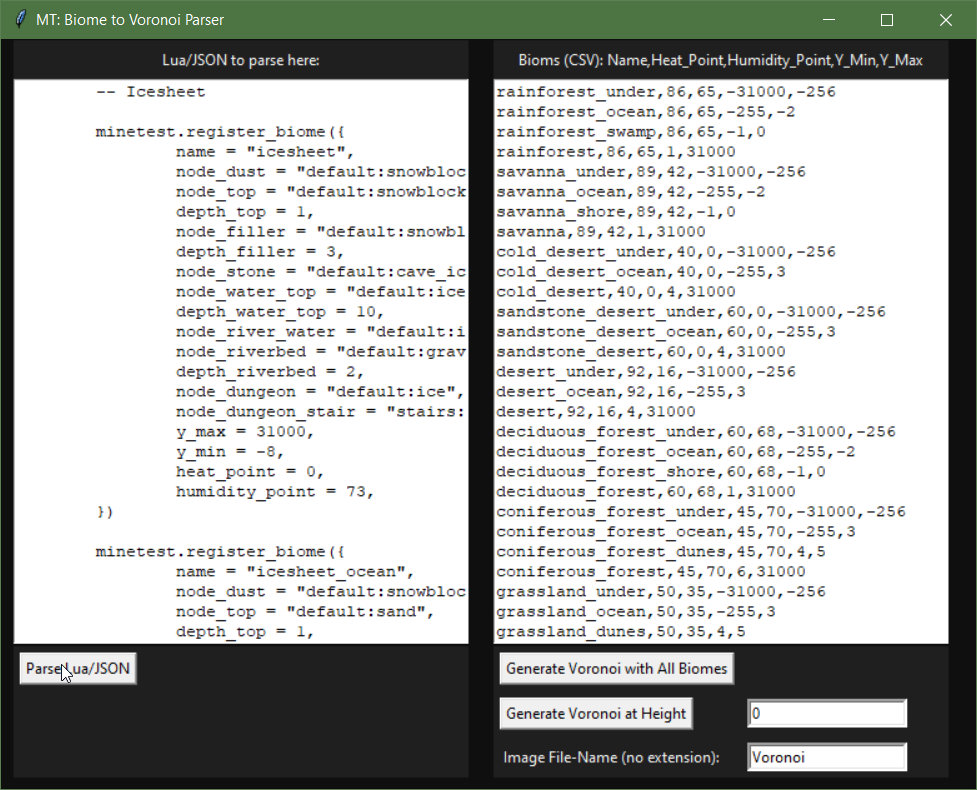 MT: Biome to Voronoi Parser
Lua/JSON to parse here:
-- Icesheet
minetest.register_biome({
name = "icesheet",
node_dust = "default:snowbloc
node_top = "default:snowblock
depth_top = 1,
node_filler = "default:snowbl
depth_filler = 3,
node_stone = "default:cave_ic
node_water_top = "default:ice
depth_water_top = 10,
node_river_water = "default:i
node_riverbed = "default:grav
depth_riverbed = 2,
node_dungeon = "default:ice",
node_dungeon_stair = "stairs:
y_max = 31000,
y_min = -8,
heat_point = 0,
humidity_point = 73,
})
minetest.register_biome({
name = "icesheet_ocean",
node_dust = "default:snowbloc
node_top = "default:sand",
depth_top = 1,
Parse Lua/JSON
Bioms (CSV): Name,Heat_Point,Humidity_Point,Y_Min,Y_Max
rainforest_under,86,65,-31000,-256
rainforest_ocean,86,65,-255,-2
rainforest_swamp,86,65,-1,0
rainforest,86,65,1,31000
savanna_under,89,42,-31000,-256
savanna_ocean,89,42,-255,-2
savanna_shore,89,42,-1,0
savanna,89,42,1,31000
cold_desert_under,40,0,-31000,-256
cold_desert_ocean,40,0,-255,3
cold_desert,40,0,4,31000
sandstone_desert_under,60,0,-31000,-256
sandstone_desert_ocean,60,0,-255,3
sandstone_desert,60,0,4,31000
desert_under,92,16,-31000,-256
desert_ocean,92,16,-255,3
desert,92,16,4,31000
deciduous_forest_under,60,68,-31000,-256
deciduous_forest_ocean,60,68,-255,-2
deciduous_forest_shore,60,68,-1,0
deciduous_forest,60,68,1,31000
coniferous_forest_under,45,70,-31000,-256
coniferous_forest_ocean,45,70,-255,3
coniferous_forest_dunes,45,70,4,5
coniferous_forest,45,70,6,31000
grassland_under,50,35,-31000,-256
grassland_ocean,50,35,-255,3
grassland_dunes,50,35,4,5
Generate Voronoi with All Biomes
Generate Voronoi at Height
0
Image File-Name (no extension):
Voronoi